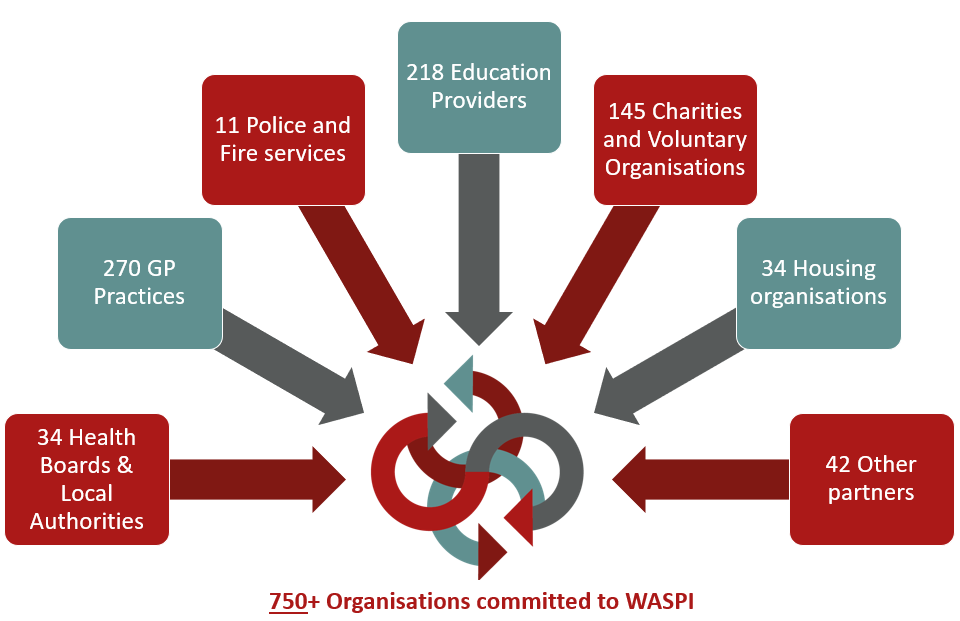 218 Education
Providers
11 Police and
Fire services
145 Charities
and Voluntary
Organisations
270 GP
Practices
34 Housing
organisations
34 Health
Boards &
Local
Authorities
42 Other
partners
750+ Organisations committed to WASPI